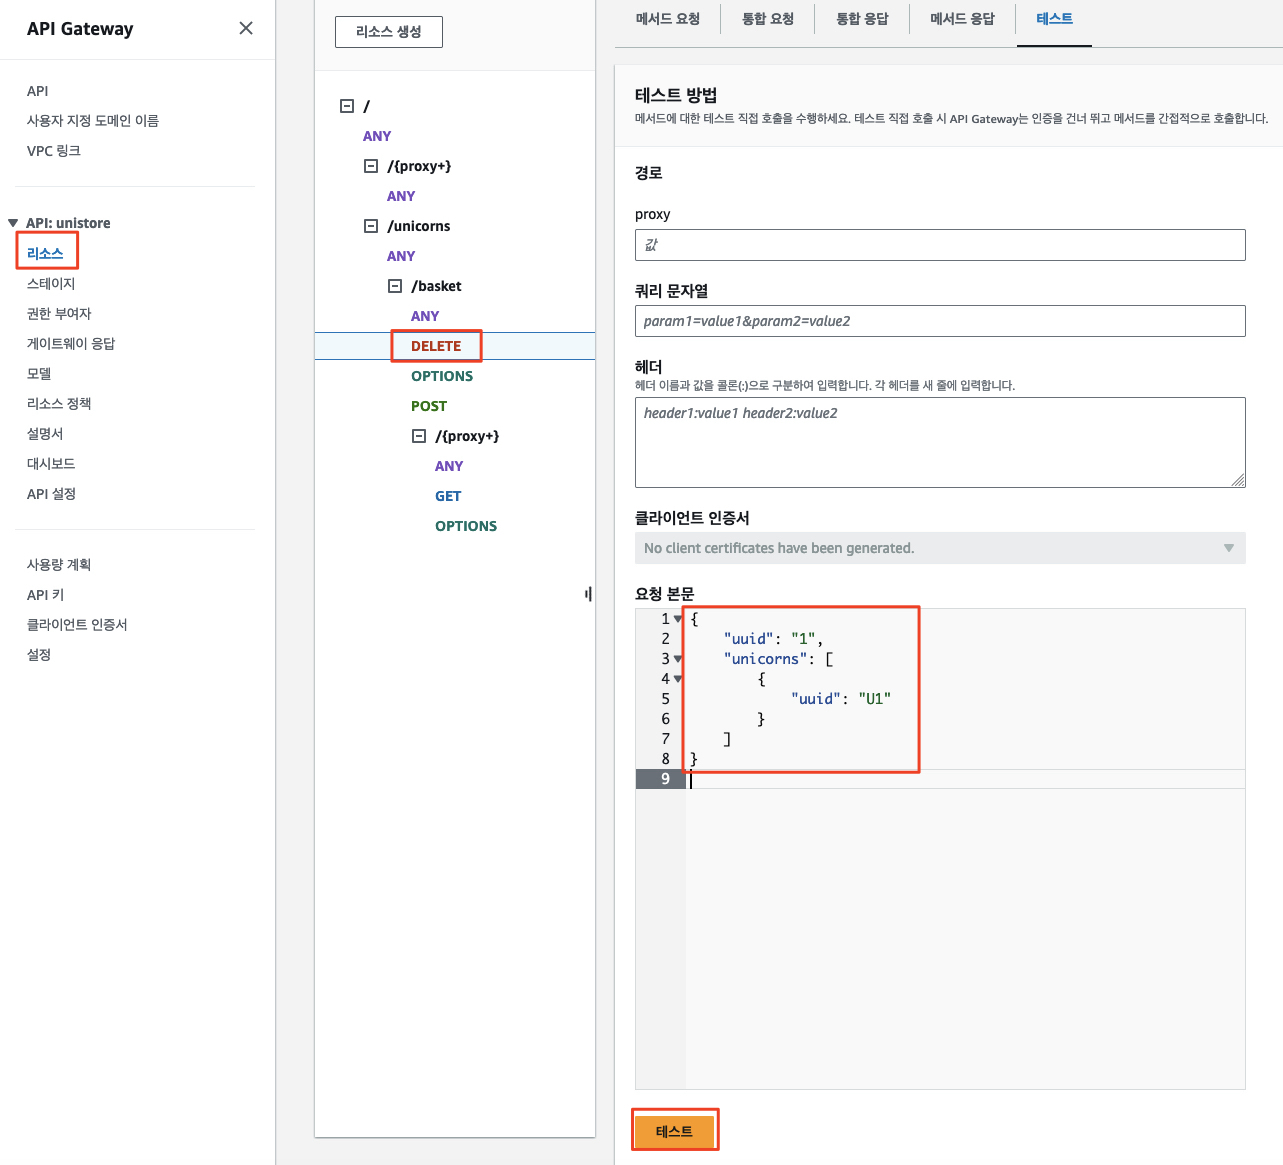 API Gateway
API
사용자 지정 도메인 이름
VPC 링크
API: unistore
리소스
스테이지
권한 부여자
게이트웨이 응답
모델
리소스 정책
설명서
대시보드
API 설정
사용량 계획
API 키
클라이언트 인증서
설정
리소스 생성
/
ANY
/{proxy+}
ANY
/unicorns
ANY
/basket
ANY
DELETE
OPTIONS
POST
/{proxy+}
ANY
GET
OPTIONS
메서드 요청 통합 요청 통합 응답 메서드 응답 테스트
테스트 방법
메서드에 대한 테스트 직접 호출을 수행하세요. 테스트 직접 호출 시 API Gateway는 인증을 건너 뛰고 메서드를 간접적으로 호출합니다.
경로
proxy
값
쿼리 문자열
param1=value1&param2=value2
헤더
헤더 이름과 값을 콜론(:)으로 구분하여 입력합니다. 각 헤더를 새 줄에 입력합니다.
header1:value1 header2:value2
클라이언트 인증서
No client certificates have been generated.
요청 본문
1 {
2 "uuid": "1",
3 "unicorns": [
4 {
5 "uuid": "U1"
6 }
7 ]
8 }
9
테스트